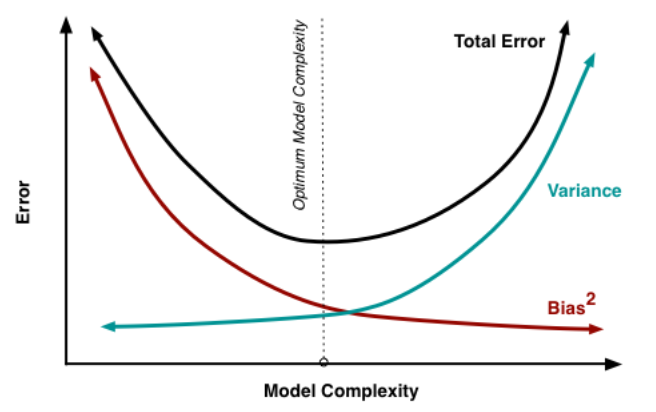 Total Error
Optimum Model Complexity
Variance
Error
Bias²
Model Complexity